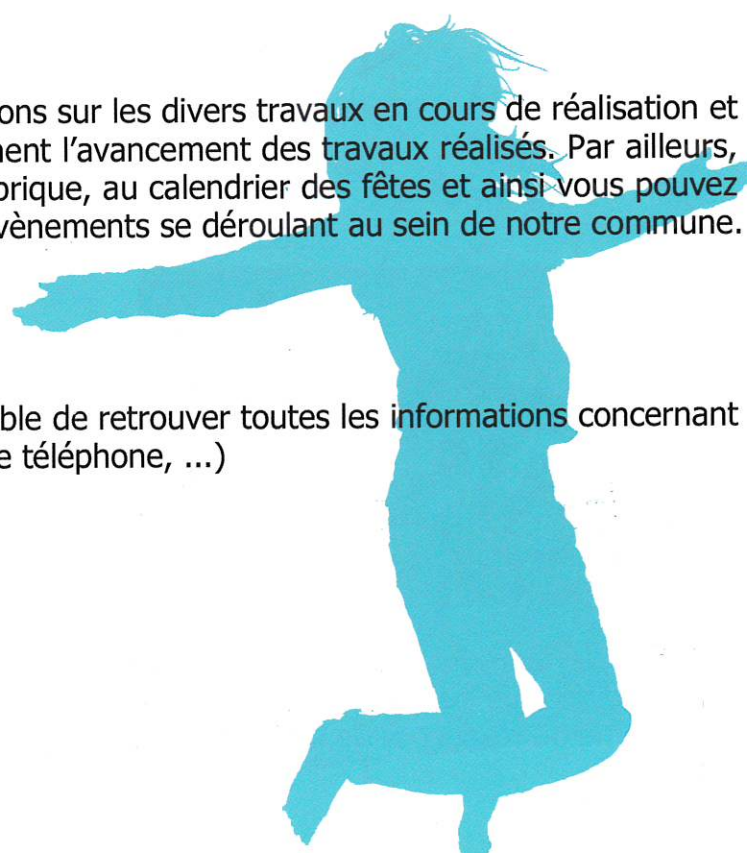 ons sur les divers travaux en cours de réalisation et
ent l'avancement des travaux réalisés. Par ailleurs,
brique, au calendrier des fêtes et ainsi vous pouvez
vènements se déroulant au sein de notre commune.
ble de retrouver toutes les informations concernant
e téléphone, ...)